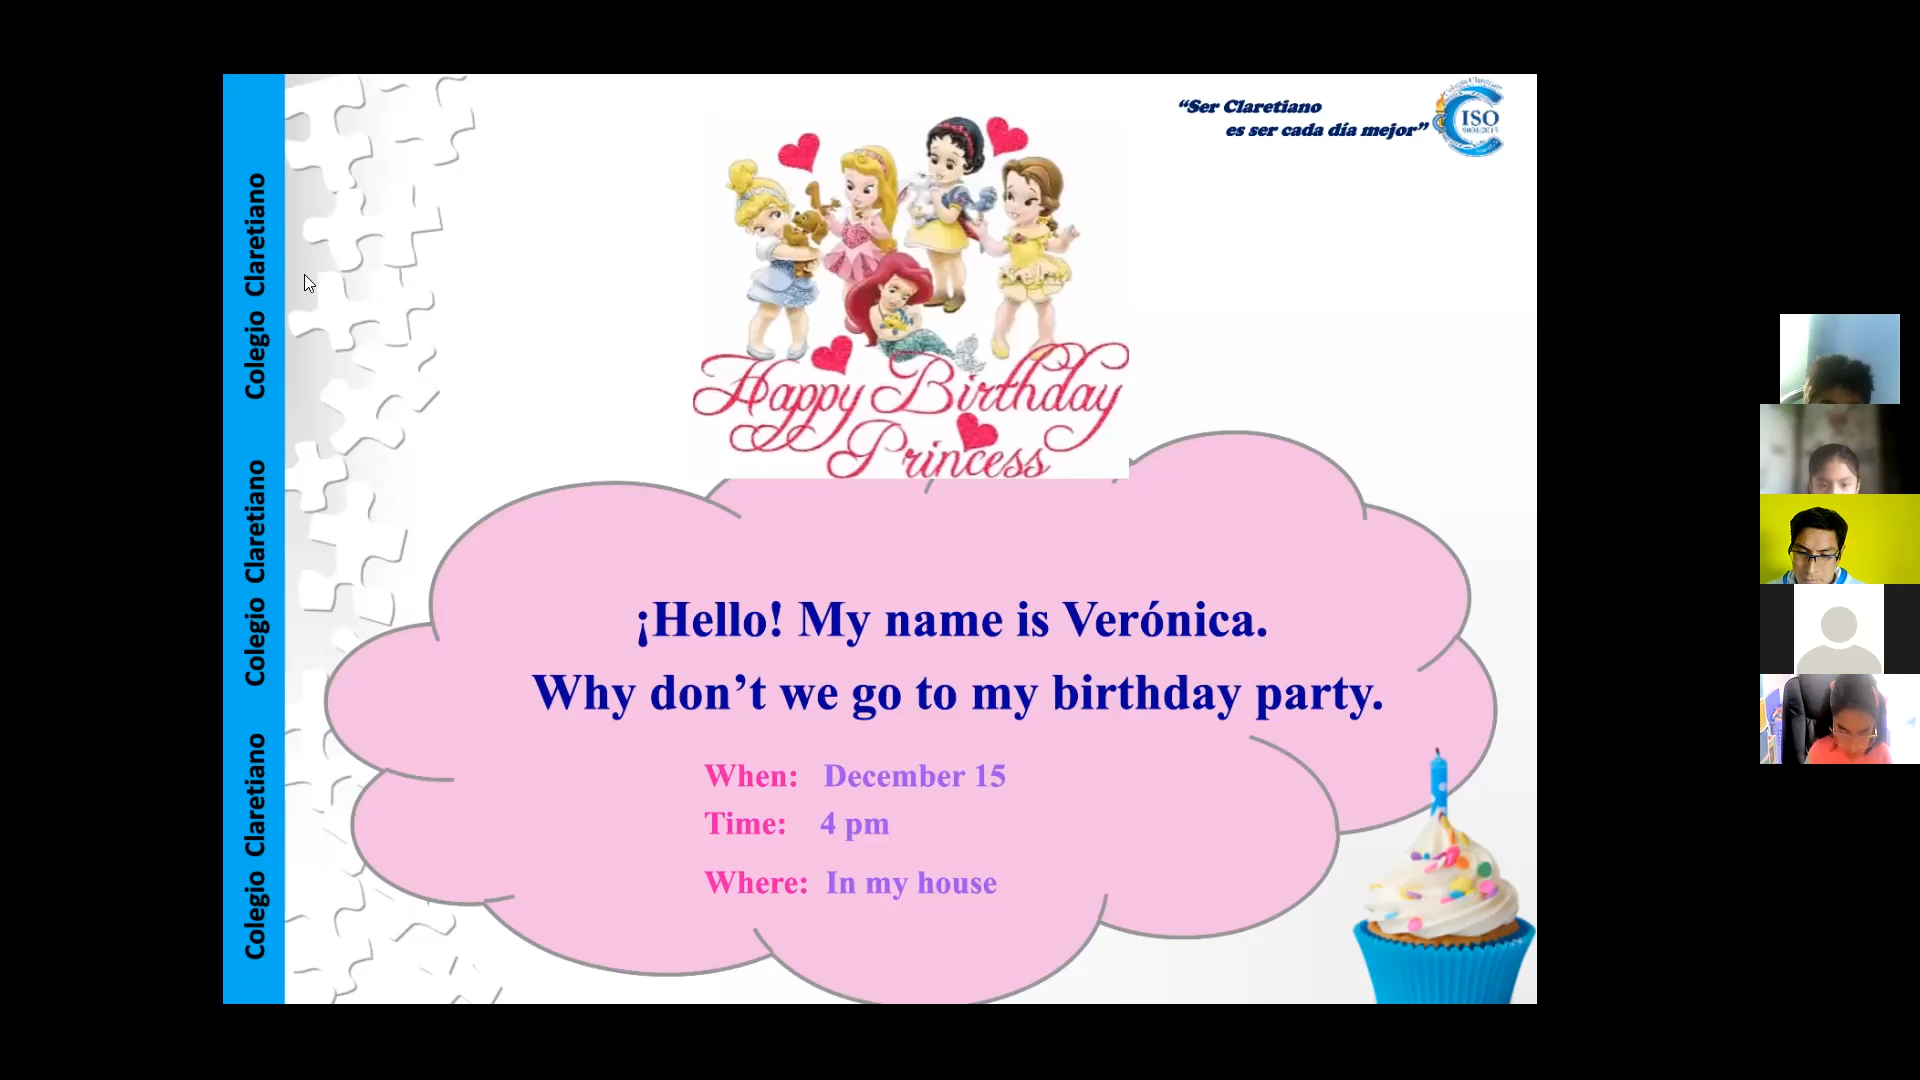 “Ser Claretiano
es ser cada día mejor”
ISO
Happy Birthday
Princess
¡Hello! My name is Verónica.
Why don’t we go to my birthday party.
When: December 15
Time: 4 pm
Where: In my house
Colegio Claretiano
Colegio Claretiano
Colegio Claretiano